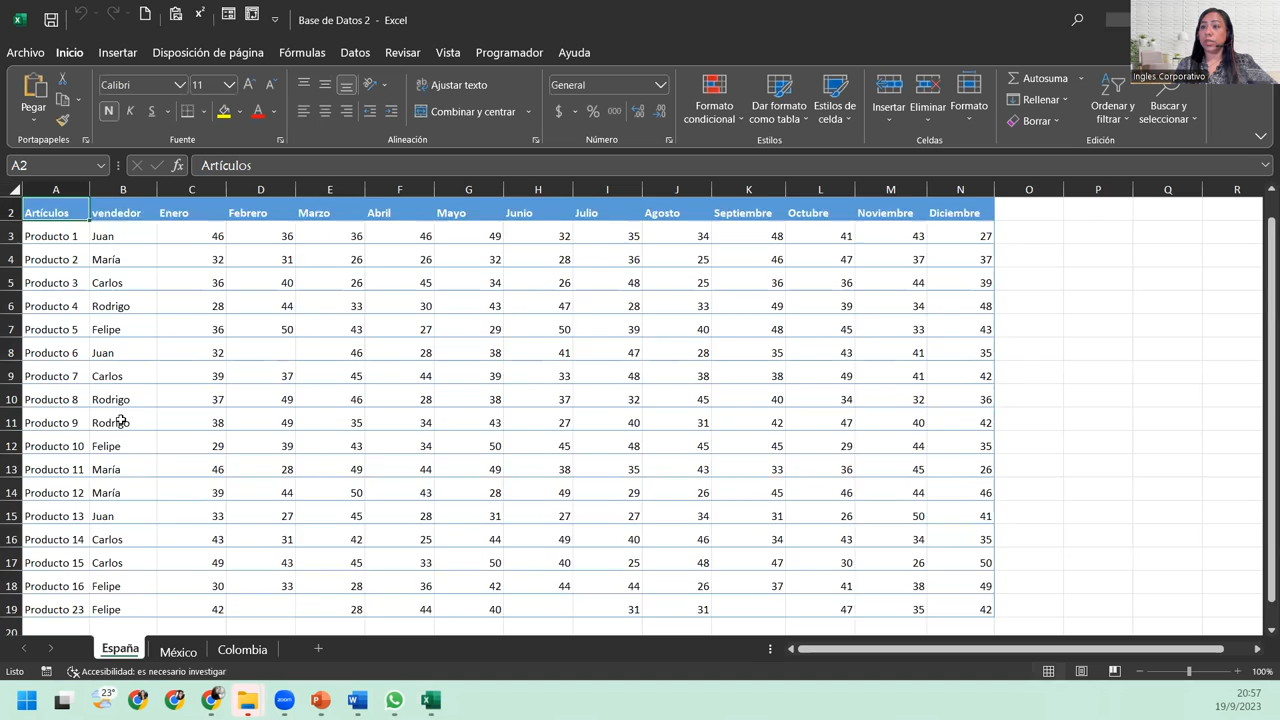 Base de Datos 2 - Excel
Ingles Corporativo
Archivo Inicio Insertar Disposición de página Fórmulas Datos Revisar Vista Programador Ayuda
Pegar
Calibri 11
N K S
Ajustar texto
Combinar y centrar
General
$ % 000
Formato condicional
Dar formato como tabla
Estilos de celda
Insertar
Eliminar
Formato
Autosuma
Rellenar
Borrar
Ordenar y filtrar
Buscar y seleccionar
Portapapeles Fuente Alineación Número Estilos Celdas Edición
A2 fx Artículos
A B C D E F G H I J K L M N O P Q R
2 Artículos vendedor Enero Febrero Marzo Abril Mayo Junio Julio Agosto Septiembre Octubre Noviembre Diciembre
3 Producto 1 Juan 46 36 36 46 49 32 35 34 48 41 43 27
4 Producto 2 María 32 31 26 26 32 28 36 25 46 47 37 37
5 Producto 3 Carlos 36 40 26 45 34 26 48 25 36 36 44 39
6 Producto 4 Rodrigo 28 44 33 30 43 47 28 33 49 39 34 48
7 Producto 5 Felipe 36 50 43 27 29 50 39 40 48 45 33 43
8 Producto 6 Juan 32 46 28 38 41 47 28 35 43 41 35
9 Producto 7 Carlos 39 37 45 44 39 33 48 38 38 49 41 42
10 Producto 8 Rodrigo 37 49 46 28 38 37 32 45 40 34 32 36
11 Producto 9 Rodrigo 38 49 35 34 43 27 40 31 42 47 40 42
12 Producto 10 Felipe 29 39 43 34 50 45 48 45 45 29 44 35
13 Producto 11 María 46 28 49 44 49 38 35 43 33 36 45 26
14 Producto 12 María 39 44 50 43 28 49 29 26 45 46 44 46
15 Producto 13 Juan 33 27 45 28 31 27 27 34 31 26 50 41
16 Producto 14 Carlos 43 31 42 25 44 49 40 46 34 43 34 35
17 Producto 15 Carlos 49 43 45 33 50 40 25 48 47 30 26 50
18 Producto 16 Felipe 30 33 28 36 42 44 44 26 37 41 38 49
19 Producto 23 Felipe 42 28 44 40 31 31 47 35 42
20
España México Colombia
Listo Accesibilidad: es necesario investigar 100%
23°
zoom
20:57
19/9/2023